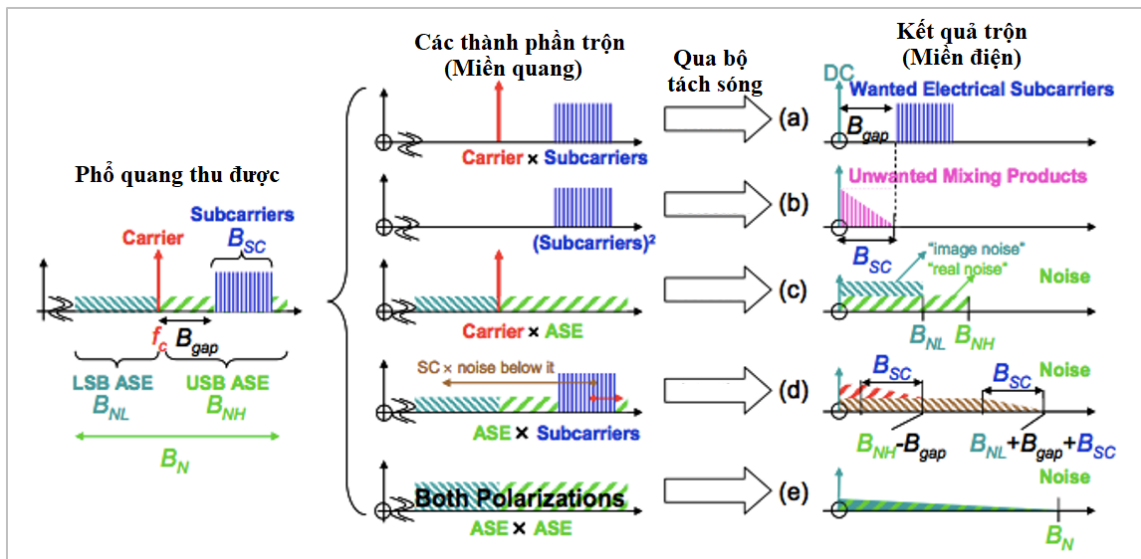 Các thành phần trộn
(Miền quang)
Qua bộ
tách sóng
Kết quả trộn
(Miền điện)
Phổ quang thu được
Subcarriers
Carrier
B_SC
f_c
B_gap
LSB ASE
USB ASE
B_NL
B_NH
B_N
Carrier × Subcarriers
(a)
DC
Wanted Electrical Subcarriers
B_gap
(Subcarriers)²
(b)
Unwanted Mixing Products
B_SC
Carrier × ASE
(c)
"image noise"
"real noise"
Noise
B_NL
B_NH
SC × noise below it
ASE × Subcarriers
(d)
Noise
B_SC
B_SC
B_NH-B_gap
B_NL+B_gap+B_SC
Both Polarizations
ASE × ASE
(e)
Noise
B_N